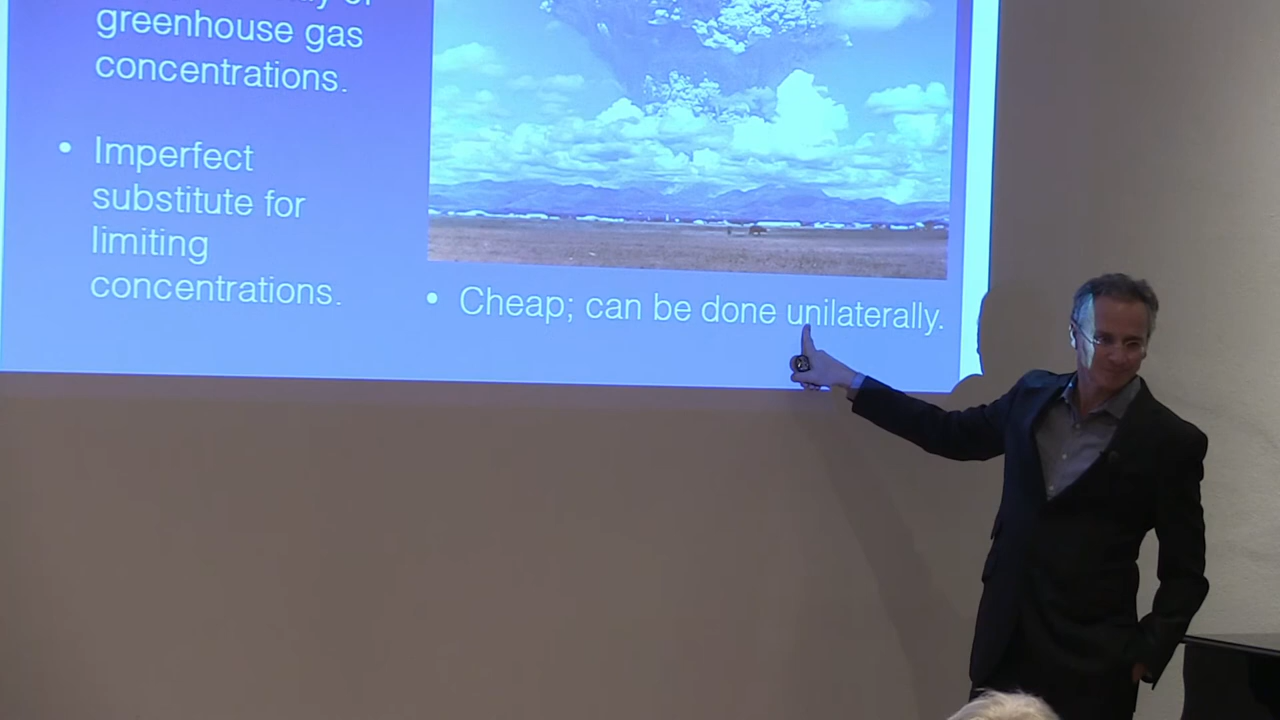 greenhouse gas
concentrations.
• Imperfect
substitute for
limiting
concentrations.
• Cheap; can be done unilaterally.